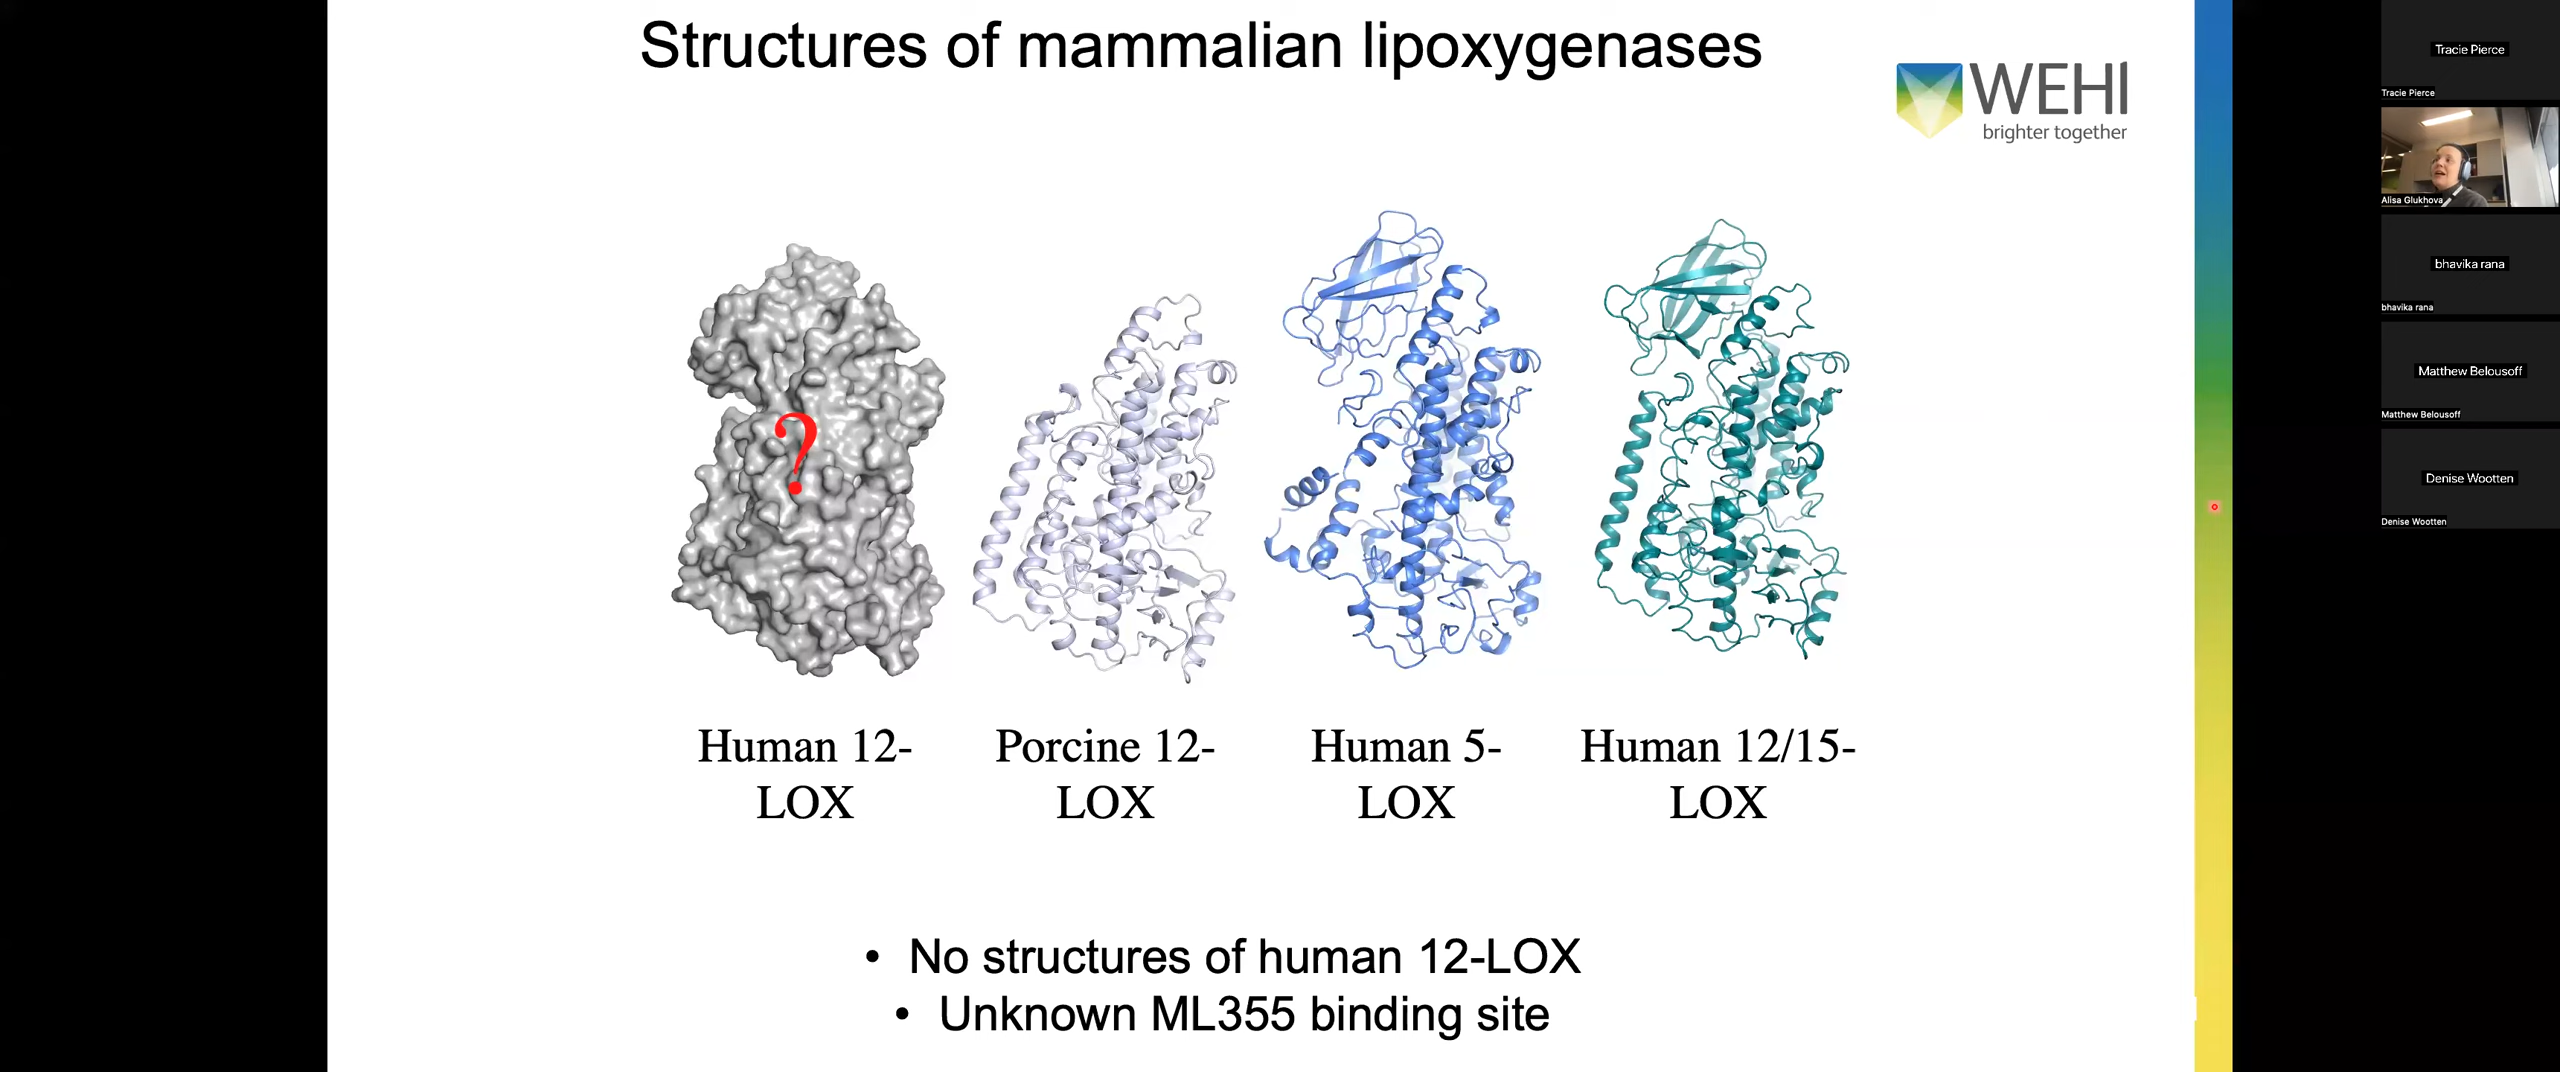 Structures of mammalian lipoxygenases
WEHI
brighter together
?
Human 12-
LOX
Porcine 12-
LOX
Human 5-
LOX
Human 12/15-
LOX
• No structures of human 12-LOX
• Unknown ML355 binding site
Tracie Pierce
Tracie Pierce
Alisa Glukhova
bhavika rana
bhavika rana
Matthew Belousoff
Matthew Belousoff
Denise Wootten
Denise Wootten